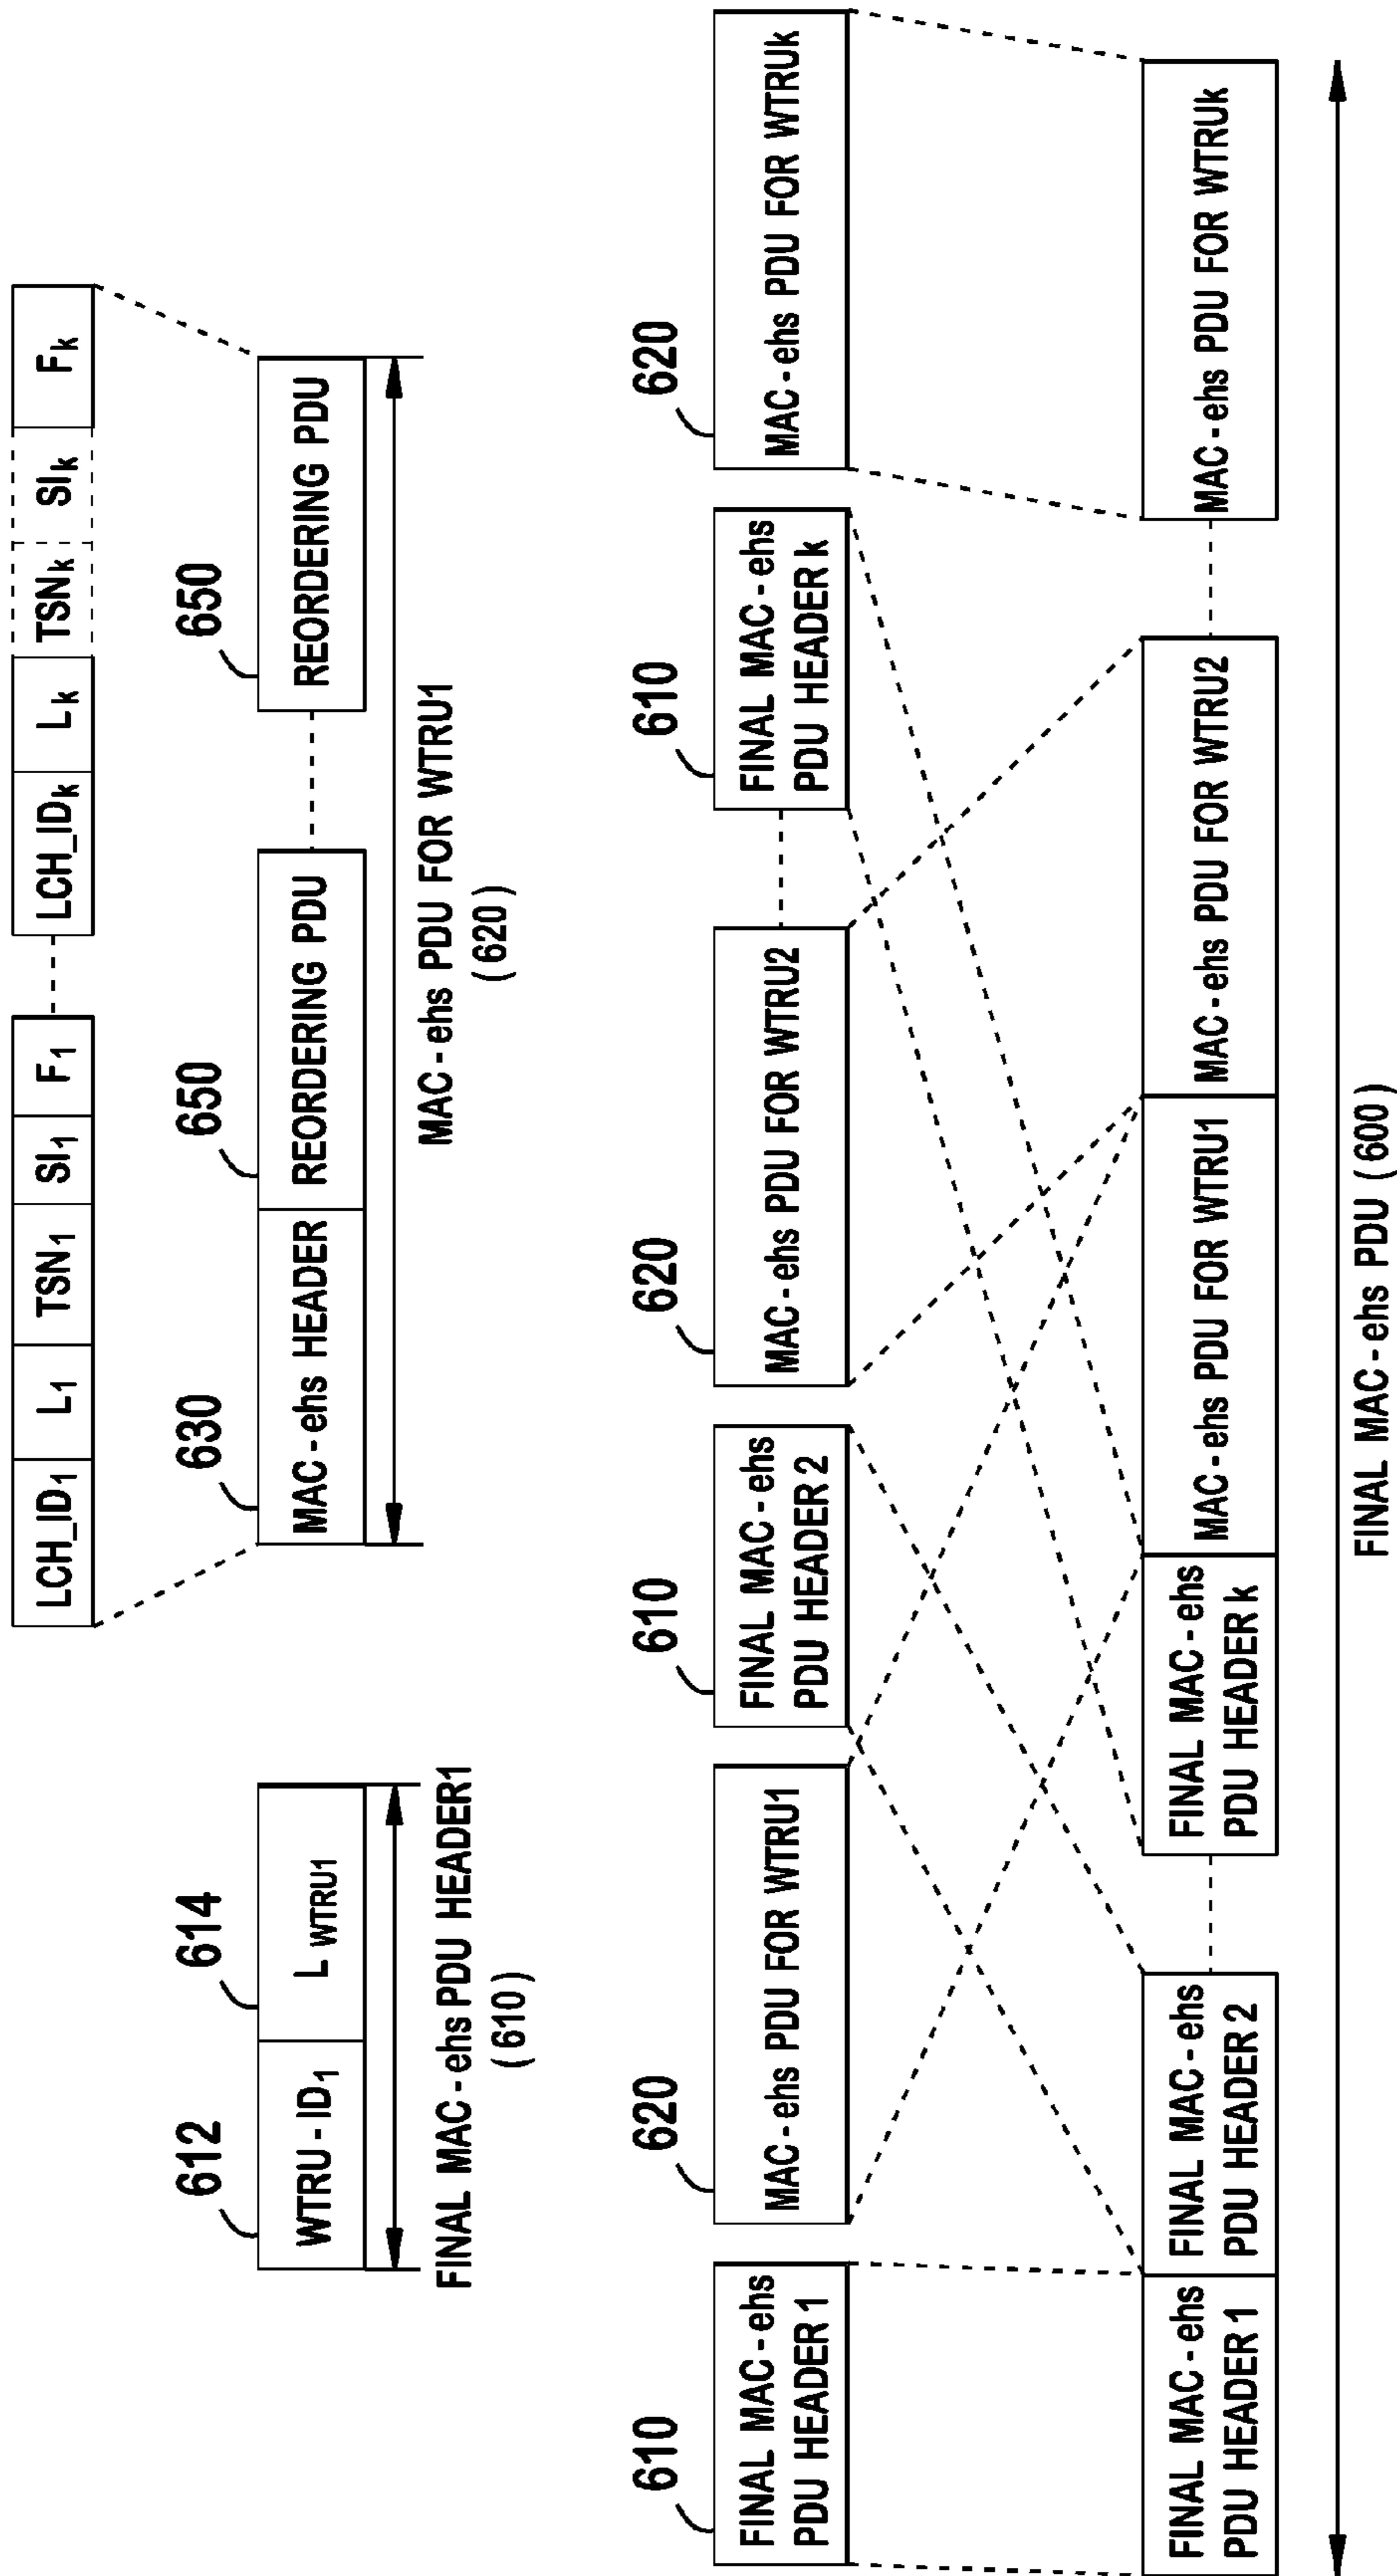 LCH_ID1 L1 TSN1 SI1 F1 LCH_IDk Lk TSNk SIk Fk
612 614 630 650 650
WTRU-ID1 L WTRU1 MAC-ehs HEADER REORDERING PDU REORDERING PDU
FINAL MAC-ehs PDU HEADER1
(610)
MAC-ehs PDU FOR WTRU1
(620)
610 620 610 620 610 620
FINAL MAC-ehs
PDU HEADER 1
MAC-ehs PDU FOR WTRU1
FINAL MAC-ehs
PDU HEADER 2
MAC-ehs PDU FOR WTRU2
FINAL MAC-ehs
PDU HEADER k
MAC-ehs PDU FOR WTRUk
FINAL MAC-ehs
PDU HEADER 1
FINAL MAC-ehs
PDU HEADER 2
FINAL MAC-ehs
PDU HEADER k
MAC-ehs PDU FOR WTRU1
MAC-ehs PDU FOR WTRU2
MAC-ehs PDU FOR WTRUk
FINAL MAC-ehs PDU (600)